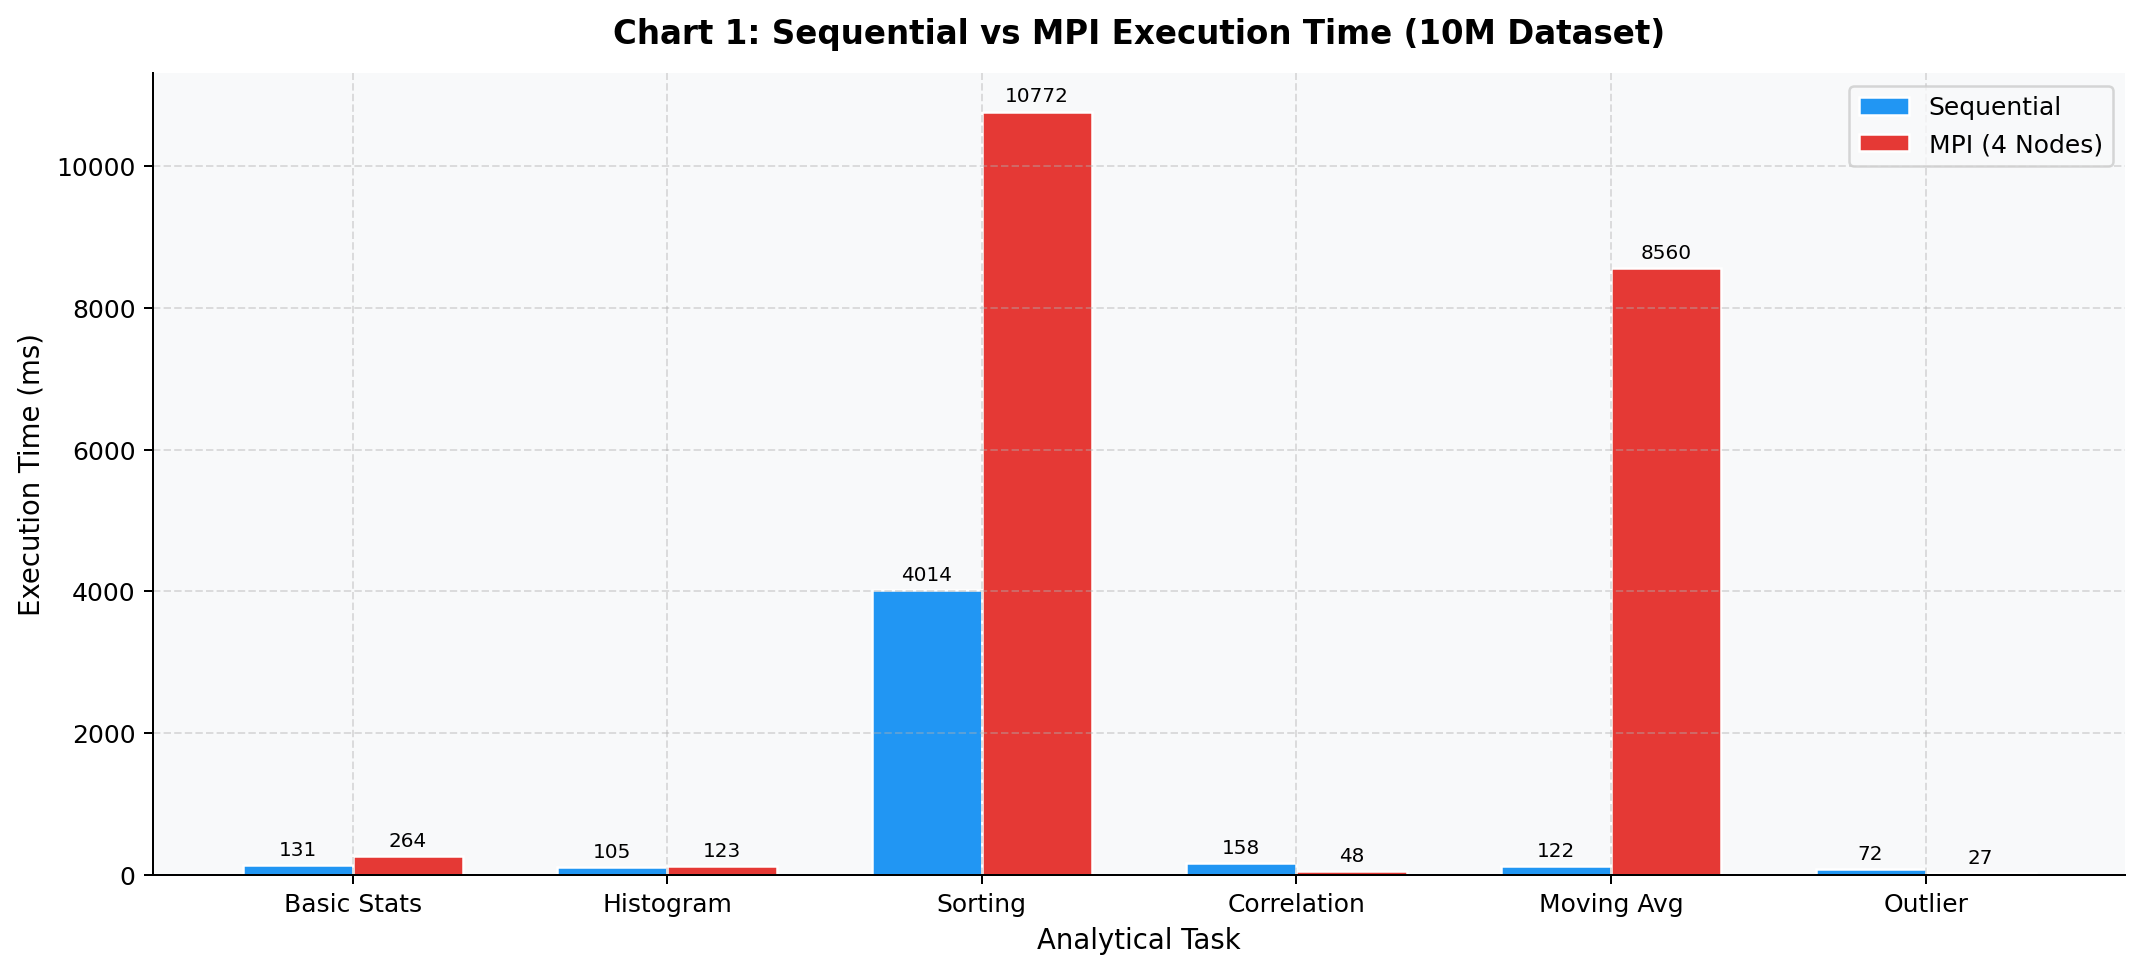 Chart 1: Sequential vs MPI Execution Time (10M Dataset)
Sequential
MPI (4 Nodes)
Execution Time (ms)
10000
8000
6000
4000
2000
0
131
264
105
123
4014
10772
158
48
122
8560
72
27
Basic Stats
Histogram
Sorting
Correlation
Moving Avg
Outlier
Analytical Task